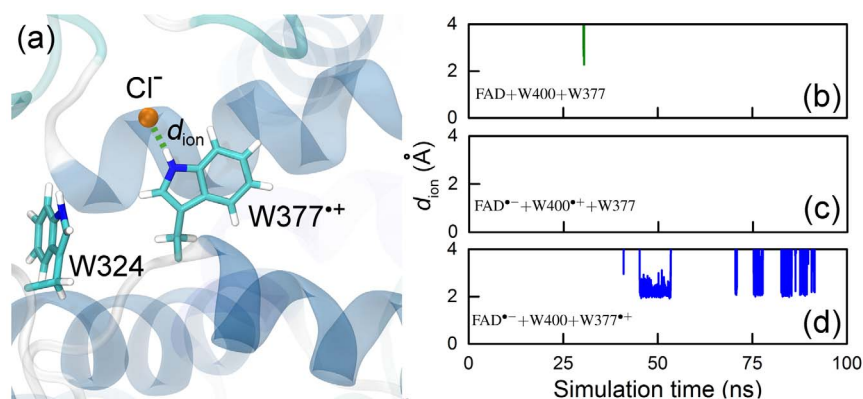 (a)
Cl⁻
d_ion
W377•+
W324
d_ion (Å)
4
2
0
FAD+W400+W377
(b)
4
2
0
FAD•−+W400•++W377
(c)
4
2
0
FAD•−+W400+W377•+
(d)
0 25 50 75 100
Simulation time (ns)